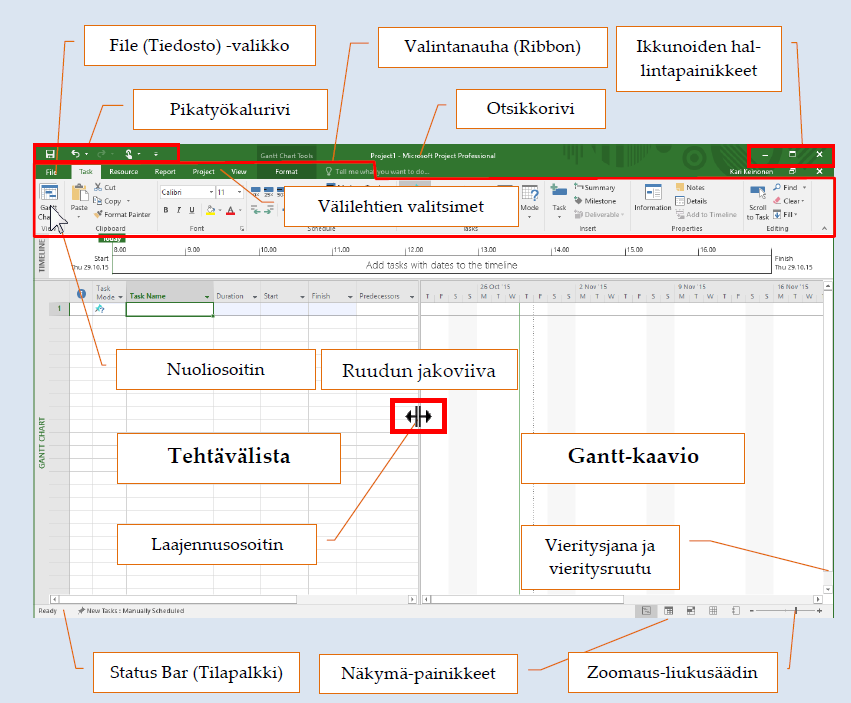 File (Tiedosto) -valikko
Valintanauha (Ribbon)
Ikkunoiden hal-
lintapainikkeet
Pikatyökalurivi
Otsikkorivi
Gantt Chart Tools
Project1 - Microsoft Project Professional
File Task Resource Report Project View Format Tell me what you want to do... Kari Keinonen
Välilehtien valitsimet
Gantt
Chart
Paste
Cut
Copy
Format Painter
Clipboard
Calibri 11
B I U A
Font
Schedule
Tasks
Mode
Task
Summary
Milestone
Deliverable
Insert
Information
Notes
Details
Add to Timeline
Properties
Scroll
to Task
Find
Clear
Fill
Editing
TIMELINE
Today
8.00 9.00 10.00 11.00 12.00 13.00 14.00 15.00 16.00
Start
Thu 29.10.15
Add tasks with dates to the timeline
Finish
Thu 29.10.15
Task
Mode Task Name Duration Start Finish Predecessors
26 Oct '15 2 Nov '15 9 Nov '15 16 Nov '15
T F S S M T W T F S S M T W T F S S M T W T F S S M T W
1
Nuoliosoitin
Ruudun jakoviiva
GANTT CHART
Tehtävälista
Gantt-kaavio
Laajennusosoitin
Vieritysjana ja
vieritysruutu
Ready New Tasks : Manually Scheduled
Status Bar (Tilapalkki)
Näkymä-painikkeet
Zoomaus-liukusäädin